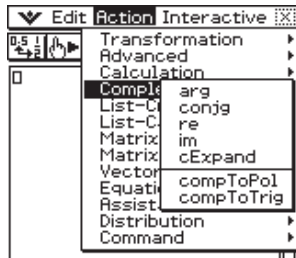 Edit Action Interactive
Transformation
Advanced
Calculation
Comple
arg
List-C
conjg
List-C
re
Matrix
im
Matrix
cExpand
Vector
Equati
compToPol
Assist
compToTrig
Distribution
Command